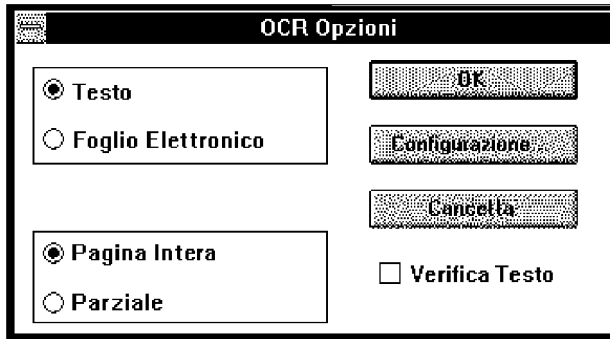 OCR Opzioni
Testo
Foglio Elettronico
Pagina Intera
Parziale
OK
Configurazione...
Cancella
Verifica Testo